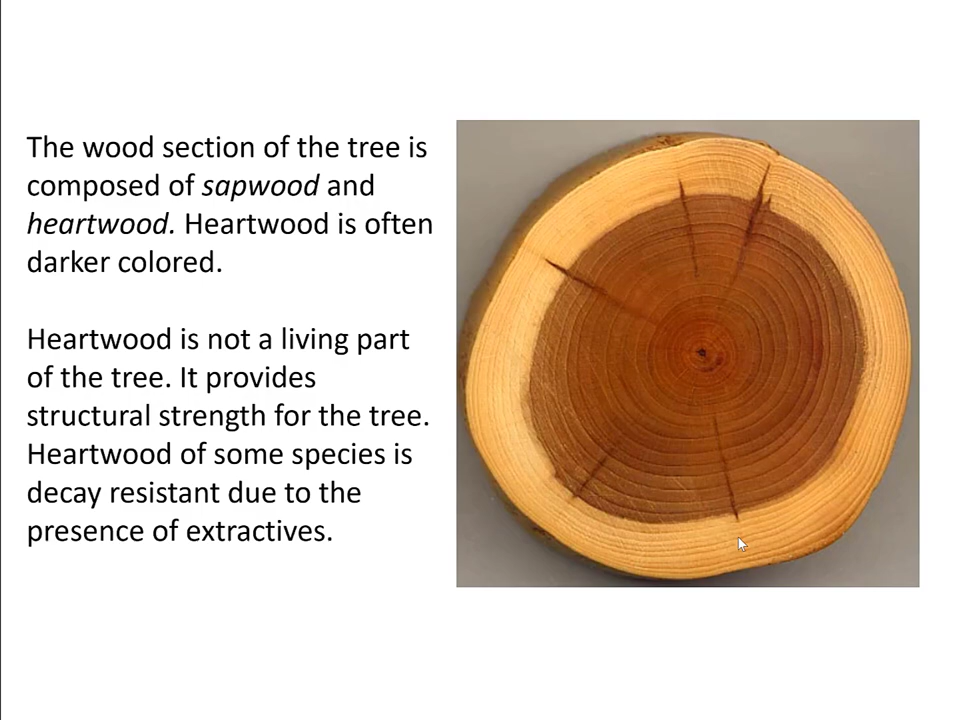 The wood section of the tree is
composed of sapwood and
heartwood. Heartwood is often
darker colored.
Heartwood is not a living part
of the tree. It provides
structural strength for the tree.
Heartwood of some species is
decay resistant due to the
presence of extractives.